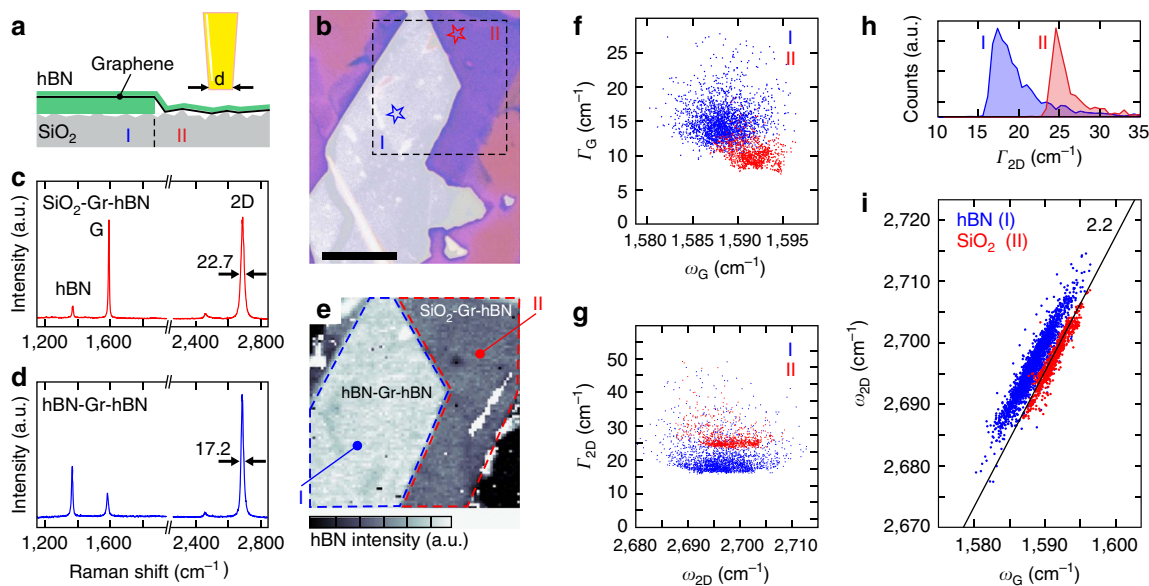 a
hBN
Graphene
d
SiO2
I
II
b
II
I
c
SiO2-Gr-hBN
G
2D
22.7
hBN
Intensity (a.u.)
1,200 1,600 2,400 2,800
d
hBN-Gr-hBN
17.2
Intensity (a.u.)
1,200 1,600 2,400 2,800
Raman shift (cm−1)
e
SiO2-Gr-hBN
II
hBN-Gr-hBN
I
hBN intensity (a.u.)
f
I
II
ΓG (cm−1)
25
20
15
10
5
0
1,580 1,585 1,590 1,595
ωG (cm−1)
g
I
II
Γ2D (cm−1)
50
40
30
20
10
0
2,680 2,690 2,700 2,710
ω2D (cm−1)
h
I
II
Counts (a.u.)
10 15 20 25 30 35
Γ2D (cm−1)
i
hBN (I)
SiO2 (II)
2.2
ω2D (cm−1)
2,720
2,710
2,700
2,690
2,680
2,670
1,580 1,590 1,600
ωG (cm−1)